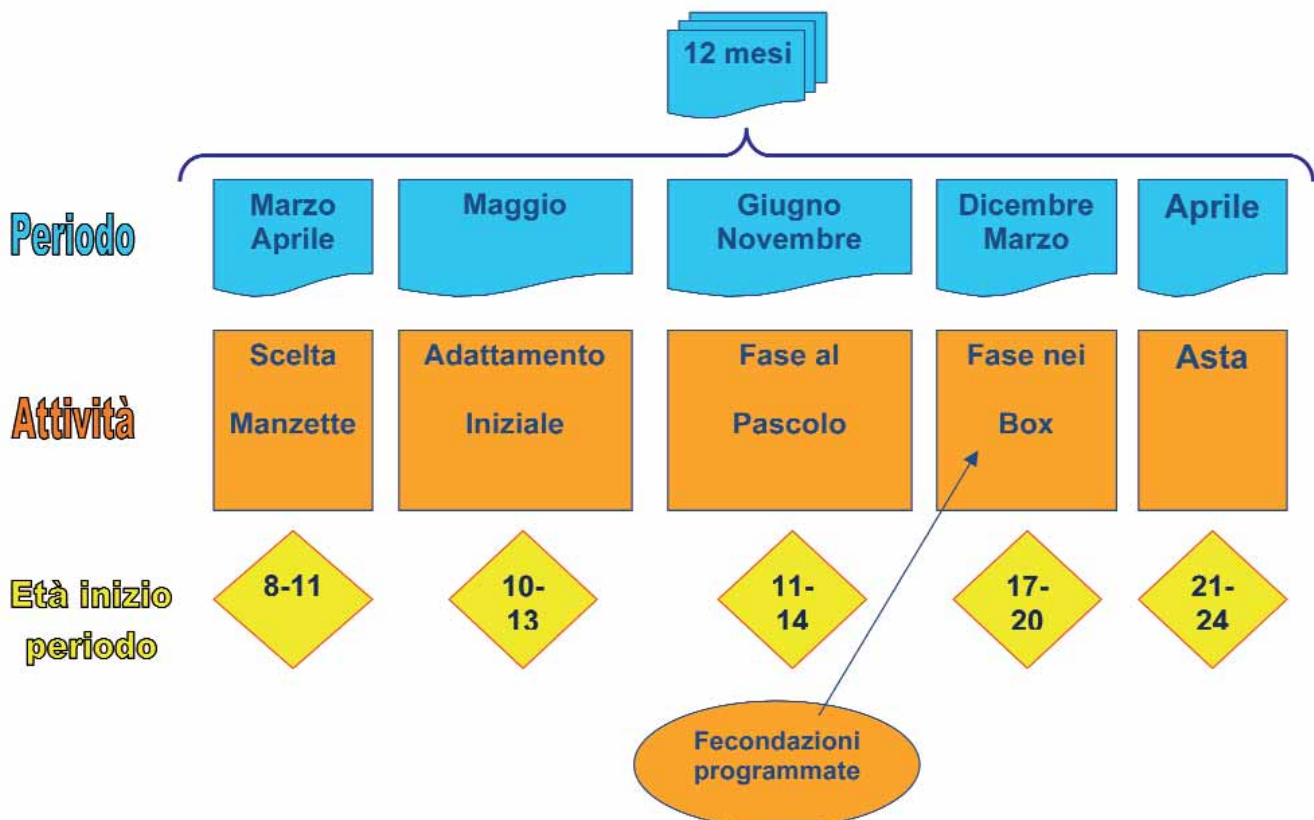 12 mesi
Periodo
Marzo
Aprile
Maggio
Giugno
Novembre
Dicembre
Marzo
Aprile
Attività
Scelta
Manzette
Adattamento
Iniziale
Fase al
Pascolo
Fase nei
Box
Asta
Età inizio
periodo
8-11
10-
13
11-
14
17-
20
21-
24
Fecondazioni
programmate